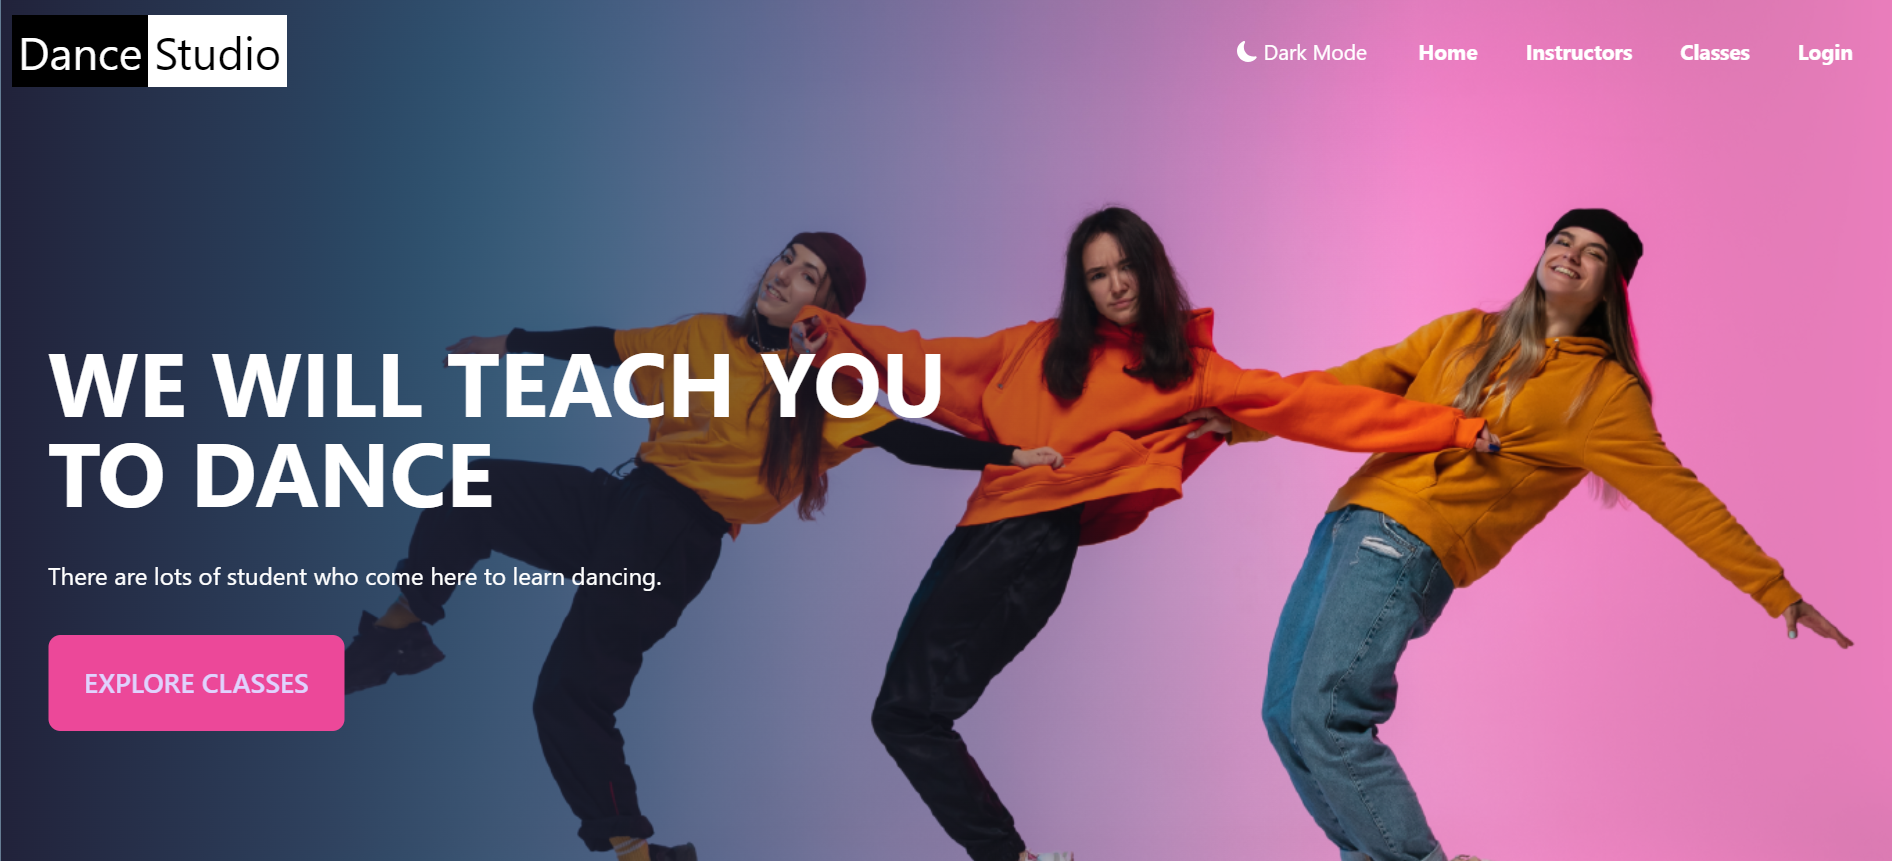 Dance Studio
Dark Mode Home Instructors Classes Login
WE WILL TEACH YOU
TO DANCE
There are lots of student who come here to learn dancing.
EXPLORE CLASSES